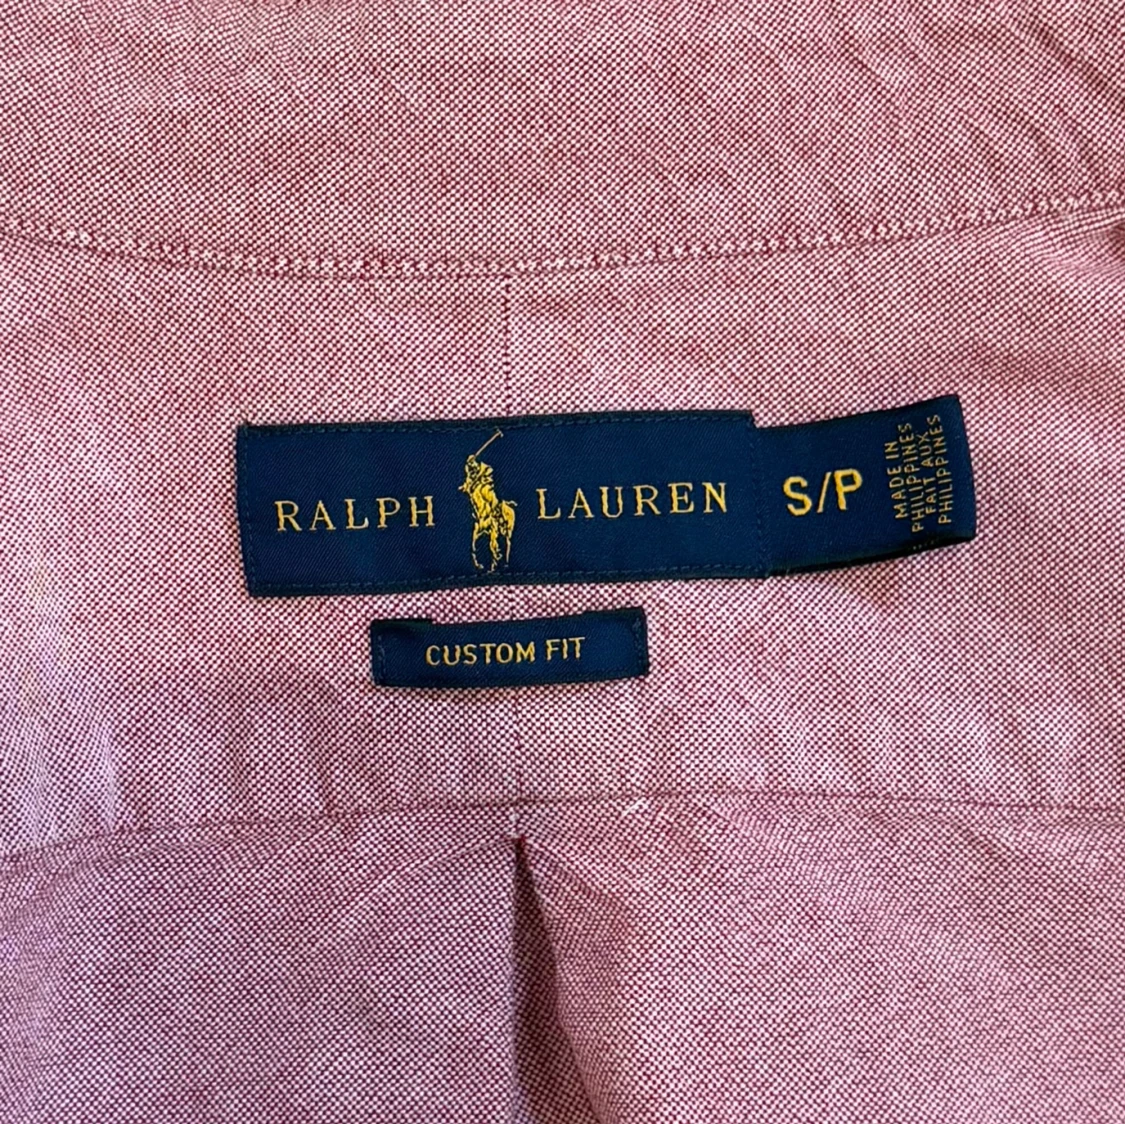 RALPH LAUREN
S/P
MADE IN
PHILIPPINES
FAIT AUX
PHILIPPINES
CUSTOM FIT